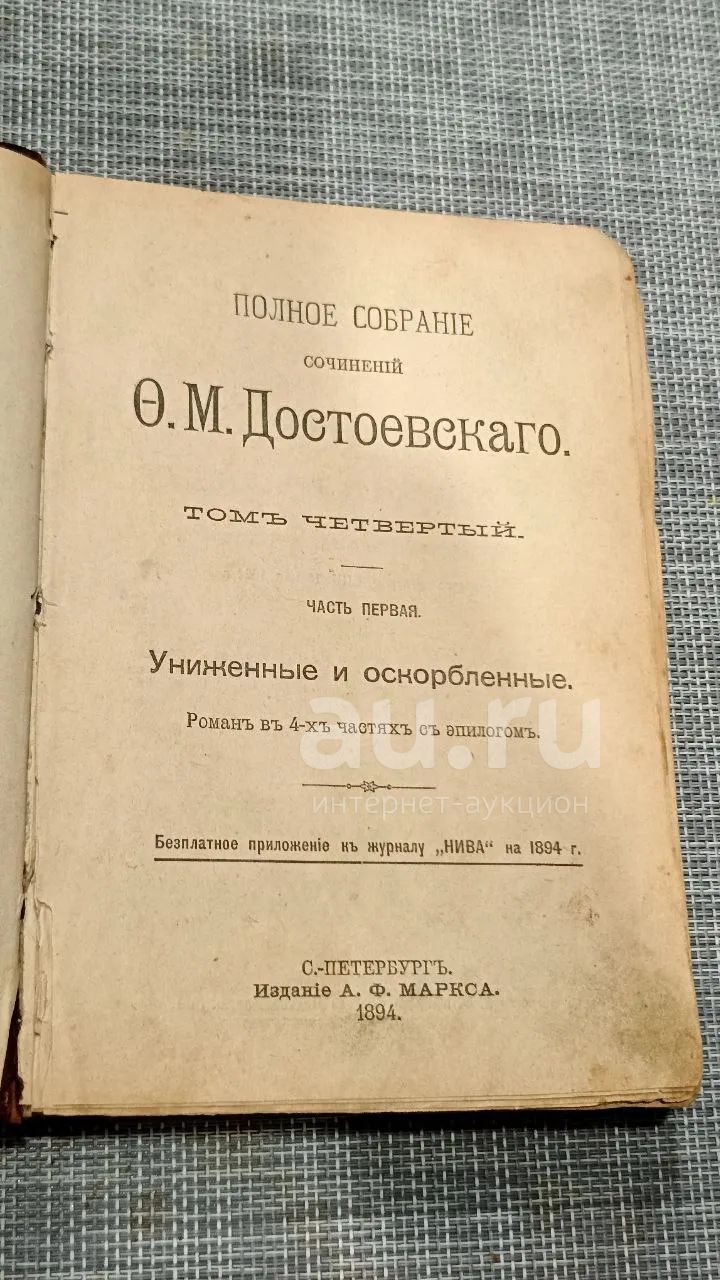 ПОЛНОЕ СОБРАНІЕ
СОЧИНЕНІЙ
Ѳ. М. Достоевскаго.
ТОМЪ ЧЕТВЕРТЫЙ.
ЧАСТЬ ПЕРВАЯ.
Униженные и оскорбленные.
Романъ въ 4-хъ частяхъ съ эпилогомъ.
au.ru
интернет-аукцион
Безплатное приложеніе къ журналу „НИВА“ на 1894 г.
С.-ПЕТЕРБУРГЪ.
Изданіе А. Ф. МАРКСА.
1894.